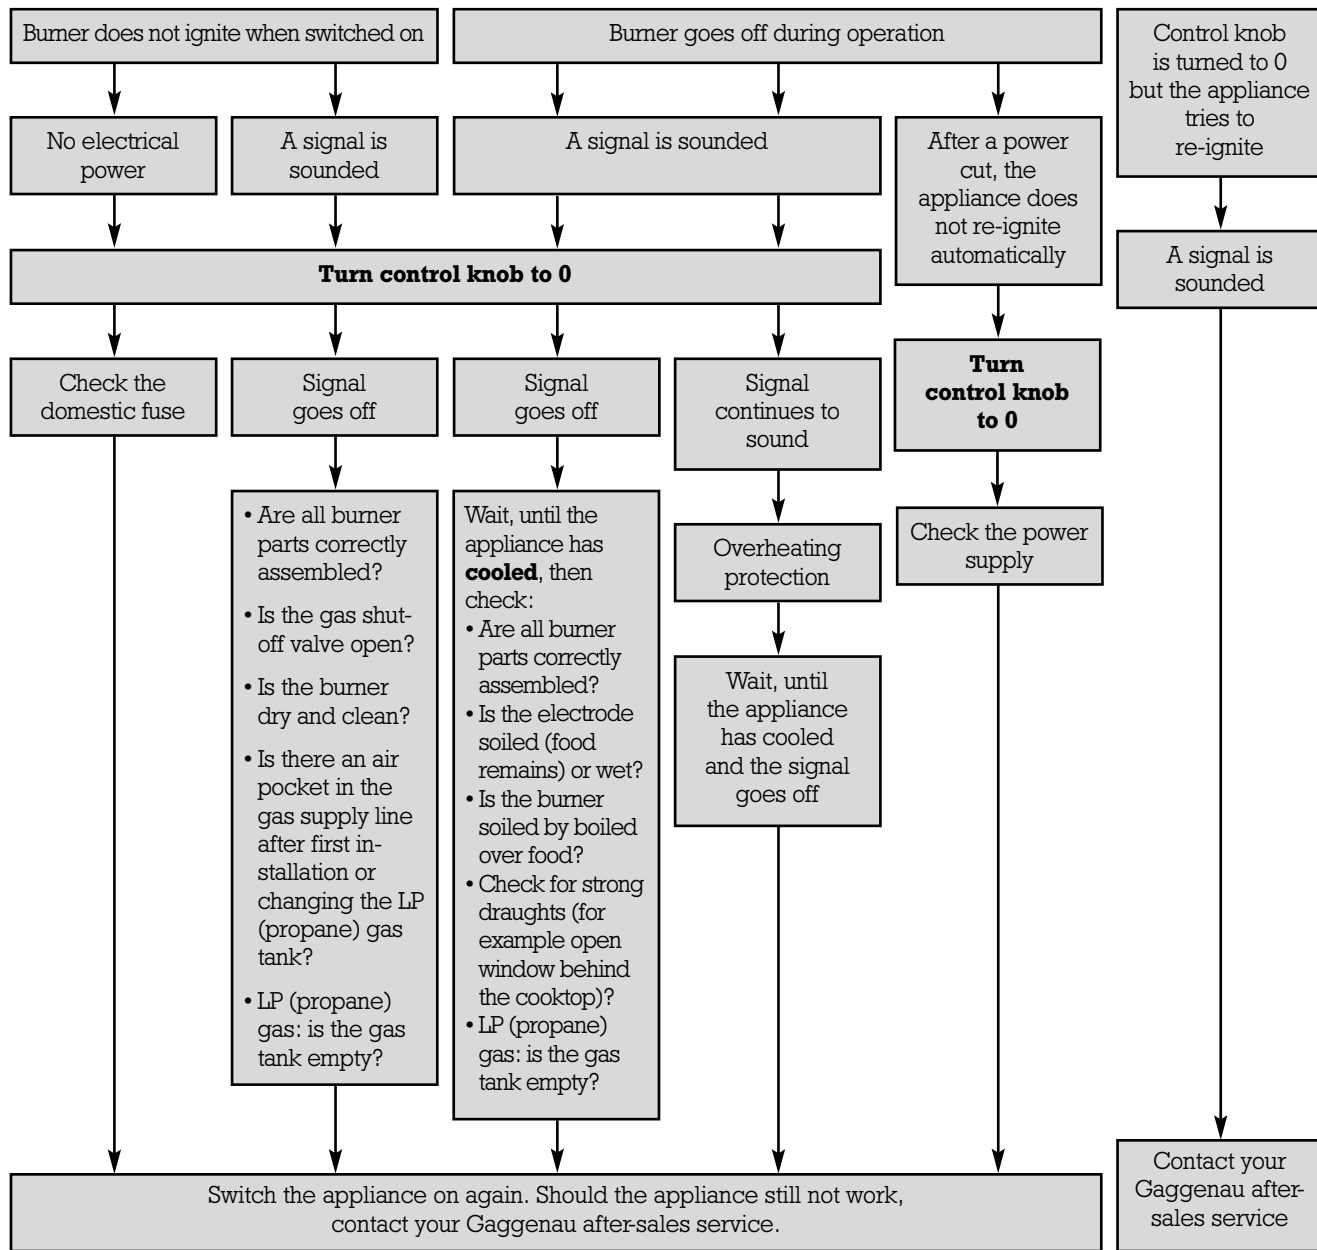 Burner does not ignite when switched on
Burner goes off during operation
Control knob
is turned to 0
but the appliance
tries to
re-ignite
No electrical
power
A signal is
sounded
A signal is sounded
After a power
cut, the
appliance does
not re-ignite
automatically
A signal is
sounded
Turn control knob to 0
Check the
domestic fuse
Signal
goes off
Signal
goes off
Signal
continues to
sound
Turn
control knob
to 0
• Are all burner
parts correctly
assembled?
• Is the gas shut-
off valve open?
• Is the burner
dry and clean?
• Is there an air
pocket in the
gas supply line
after first in-
stallation or
changing the LP
(propane) gas
tank?
• LP (propane)
gas: is the gas
tank empty?
Wait, until the
appliance has
cooled, then
check:
• Are all burner
parts correctly
assembled?
• Is the electrode
soiled (food
remains) or wet?
• Is the burner
soiled by boiled
over food?
• Check for strong
draughts (for
example open
window behind
the cooktop)?
• LP (propane)
gas: is the gas
tank empty?
Overheating
protection
Wait, until
the appliance
has cooled
and the signal
goes off
Check the power
supply
Switch the appliance on again. Should the appliance still not work,
contact your Gaggenau after-sales service.
Contact your
Gaggenau after-
sales service